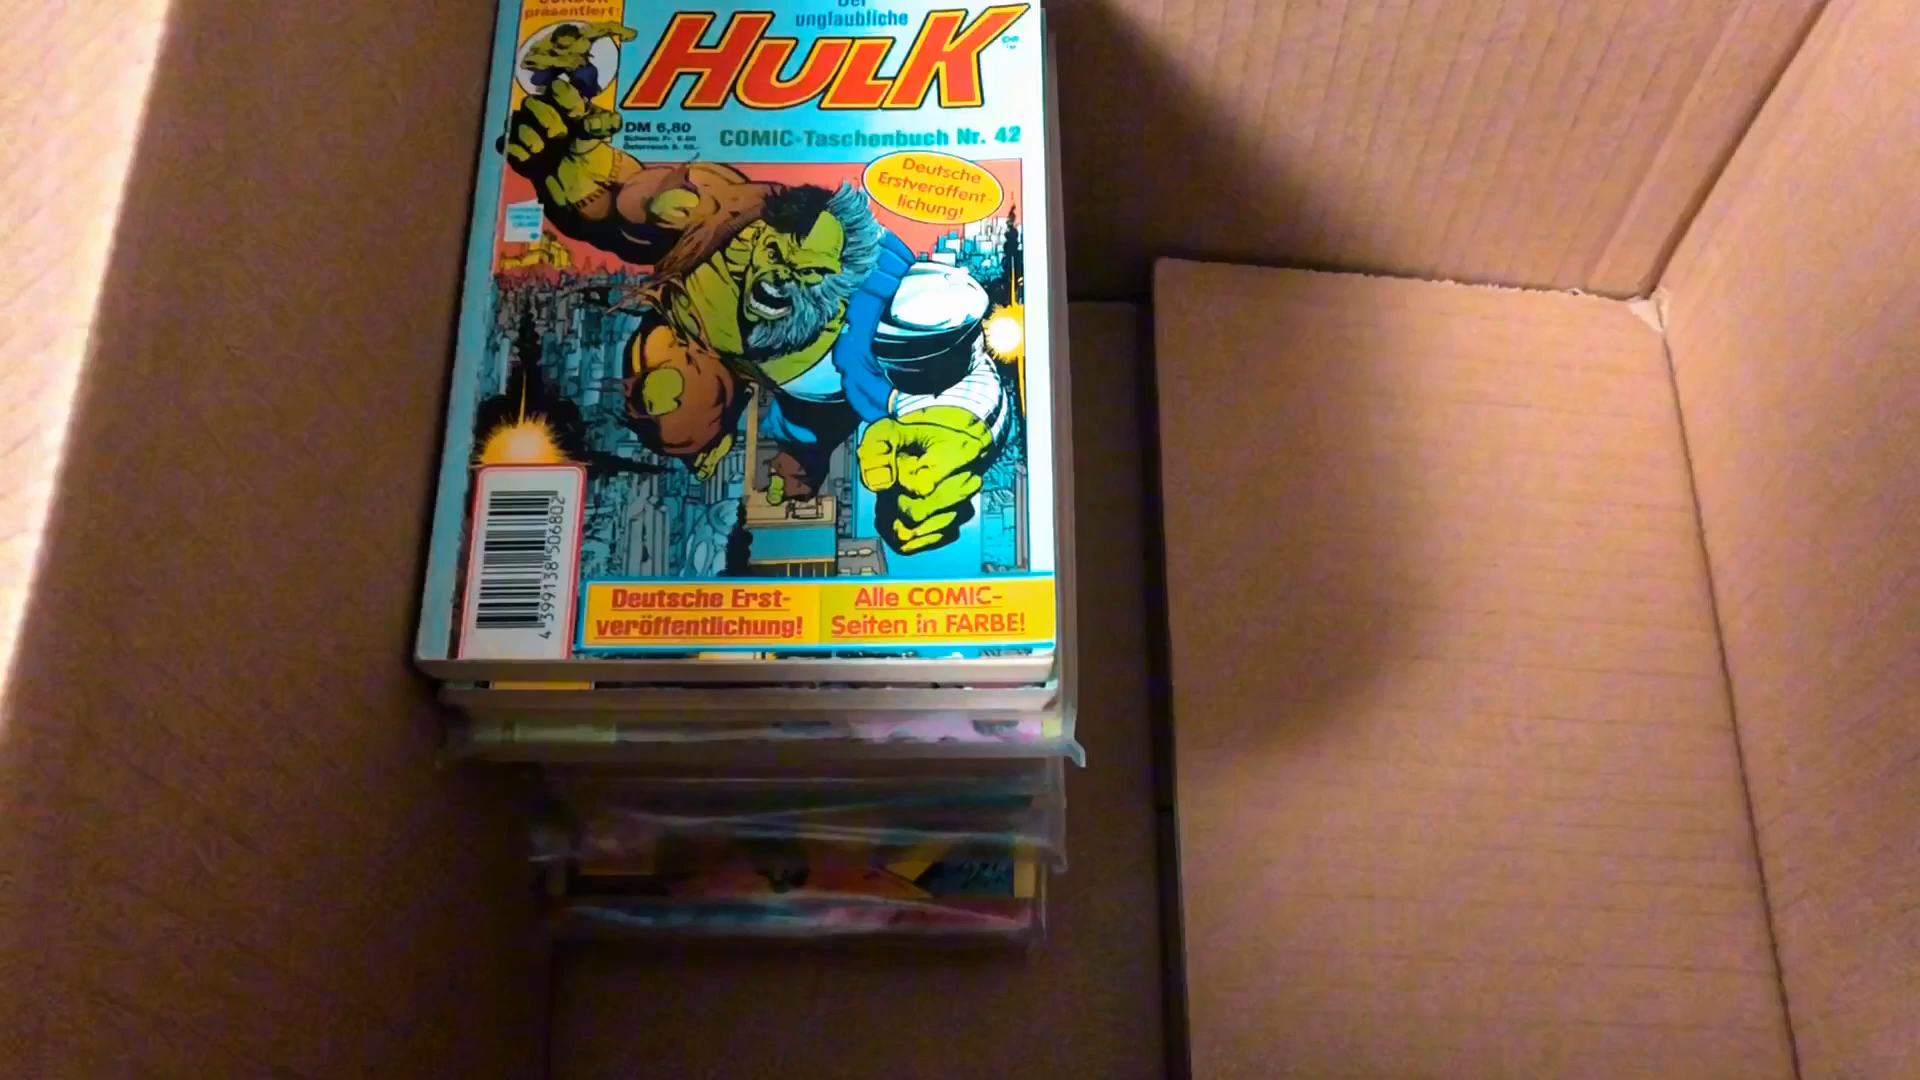 präsentiert:
Der
unglaubliche
HULK
DM 6,80
COMIC-Taschenbuch Nr. 42
Deutsche
Erstveröffent-
lichung!
4 399138 506802
Deutsche Erst-
veröffentlichung!
Alle COMIC-
Seiten in FARBE!